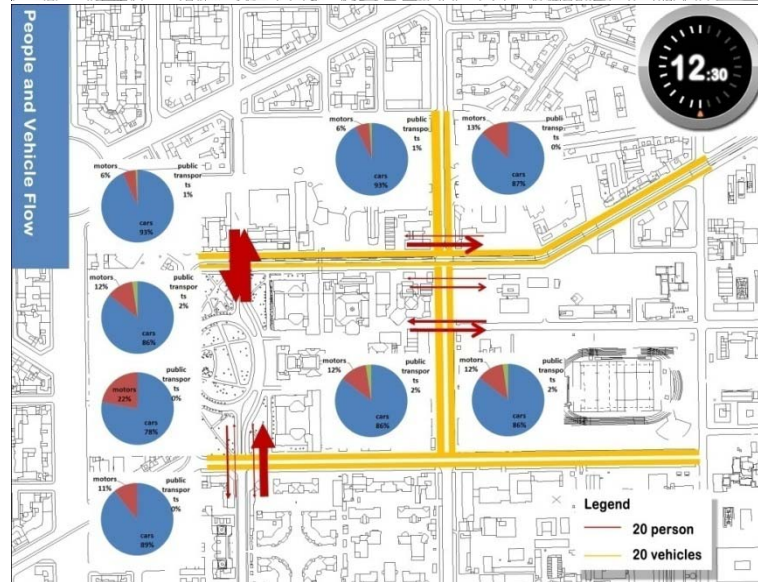 People and Vehicle Flow
12:30
motors
6%
public
transpor
ts
1%
cars
93%
motors
13%
public
transpor
ts
0%
cars
87%
motors
6%
public
transpor
ts
1%
cars
93%
motors
12%
public
transpor
ts
2%
cars
86%
motors
22%
public
transpor
ts
0%
cars
78%
motors
12%
public
transpor
ts
2%
cars
86%
motors
12%
public
transpor
ts
2%
cars
86%
motors
11%
public
transpor
ts
0%
cars
89%
Legend
20 person
20 vehicles